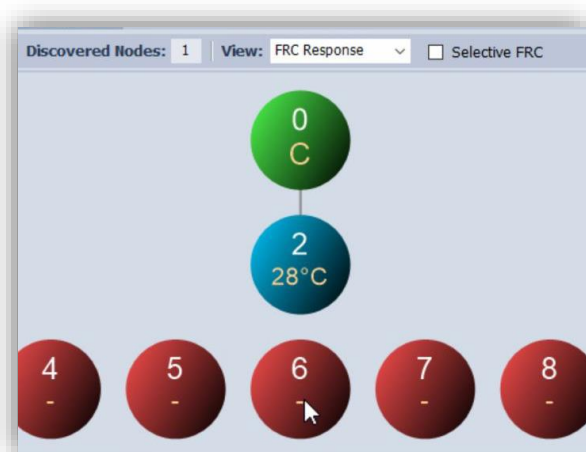 Discovered Nodes: 1 View: FRC Response Selective FRC
0
C
2
28°C
4 5 6 7 8
- - - - -